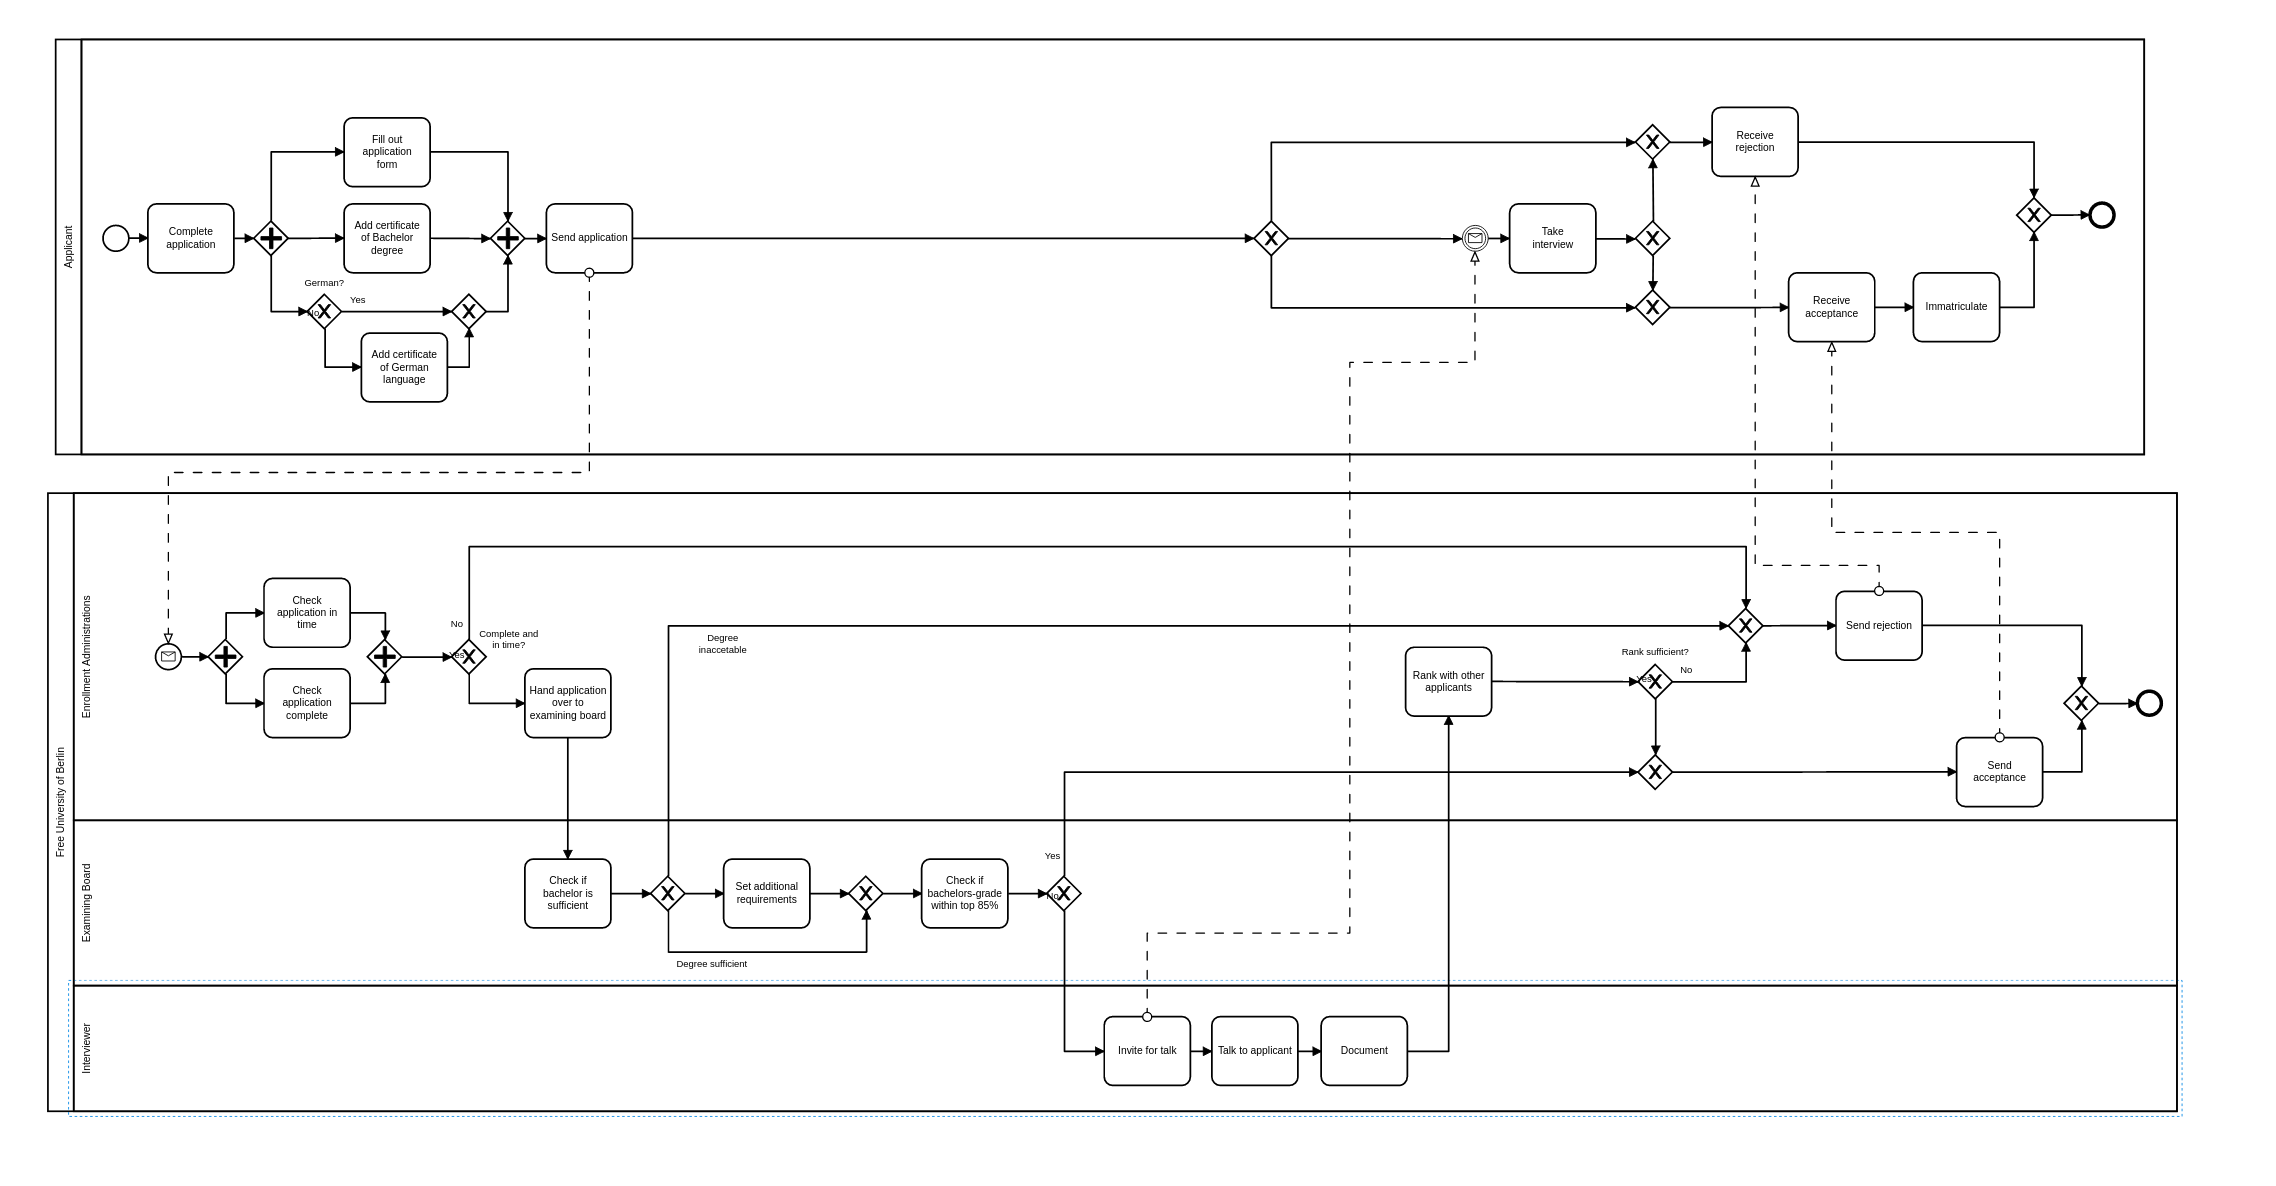 Applicant
Complete
application
Fill out
application
form
Add certificate
of Bachelor
degree
German?
Yes
No
Add certificate
of German
language
Send application
Take
interview
Receive
rejection
Receive
acceptance
Immatriculate
Free University of Berlin
Enrollment Administrations
Check
application in
time
Check
application
complete
No
Complete and
in time?
Yes
Hand application
over to
examining board
Degree
inaccetable
Rank with other
applicants
Rank sufficient?
Yes
No
Send rejection
Send
acceptance
Examining Board
Check if
bachelor is
sufficient
Set additional
requirements
Degree sufficient
Check if
bachelors-grade
within top 85%
Yes
No
Interviewer
Invite for talk
Talk to applicant
Document